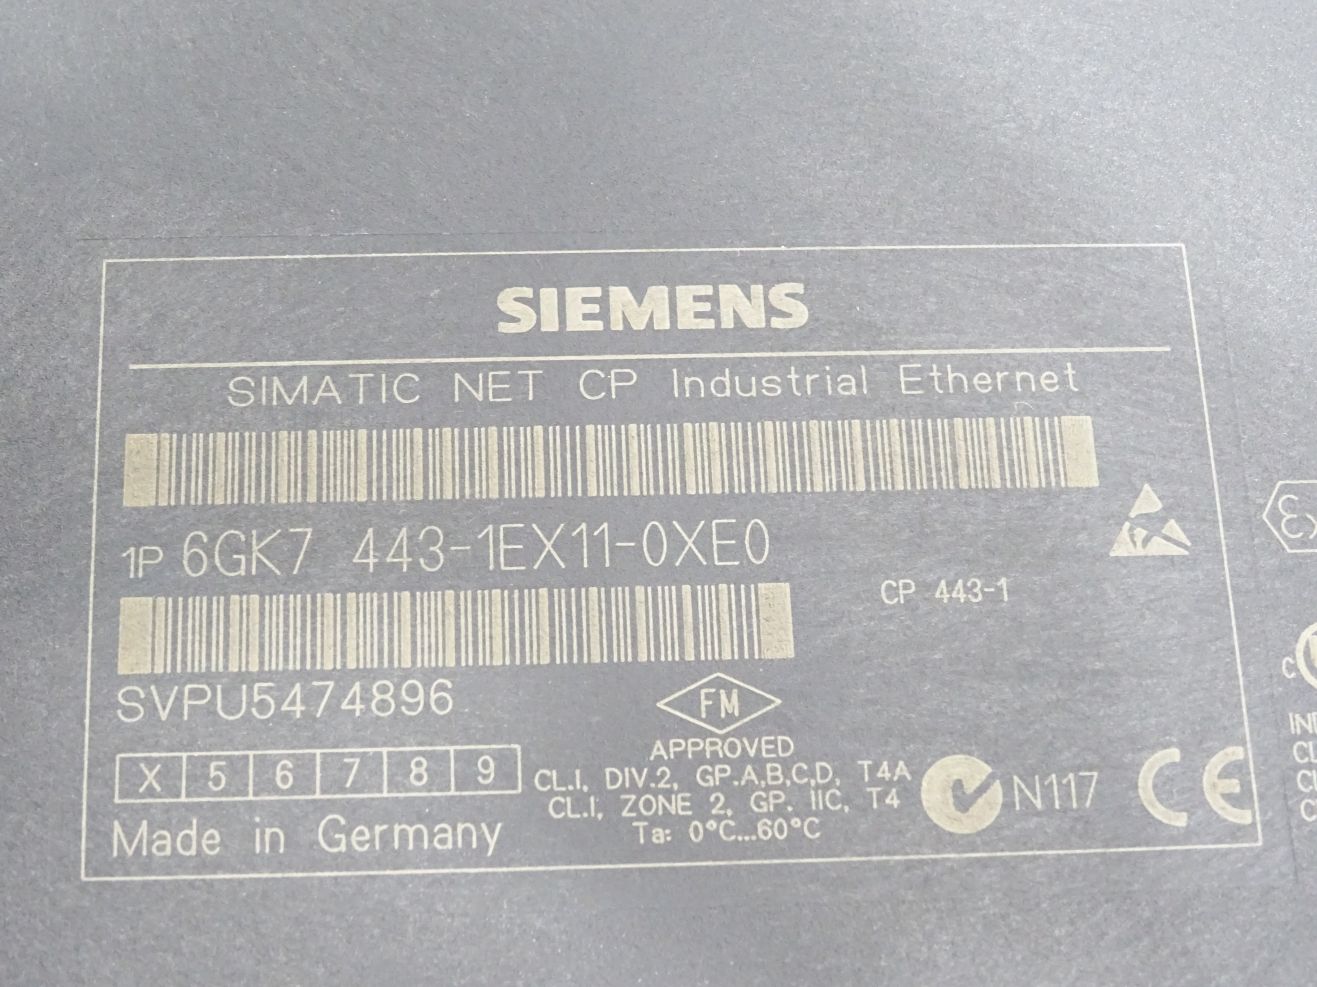 SIEMENS
SIMATIC NET CP Industrial Ethernet
1P 6GK7 443-1EX11-0XE0
CP 443-1
SVPU5474896
FM
APPROVED
X 5 6 7 8 9
CL.I, DIV.2, GP.A,B,C,D, T4A
CL.I, ZONE 2, GP. IIC, T4
Ta: 0°C...60°C
N117
CE
Made in Germany
Ex
C